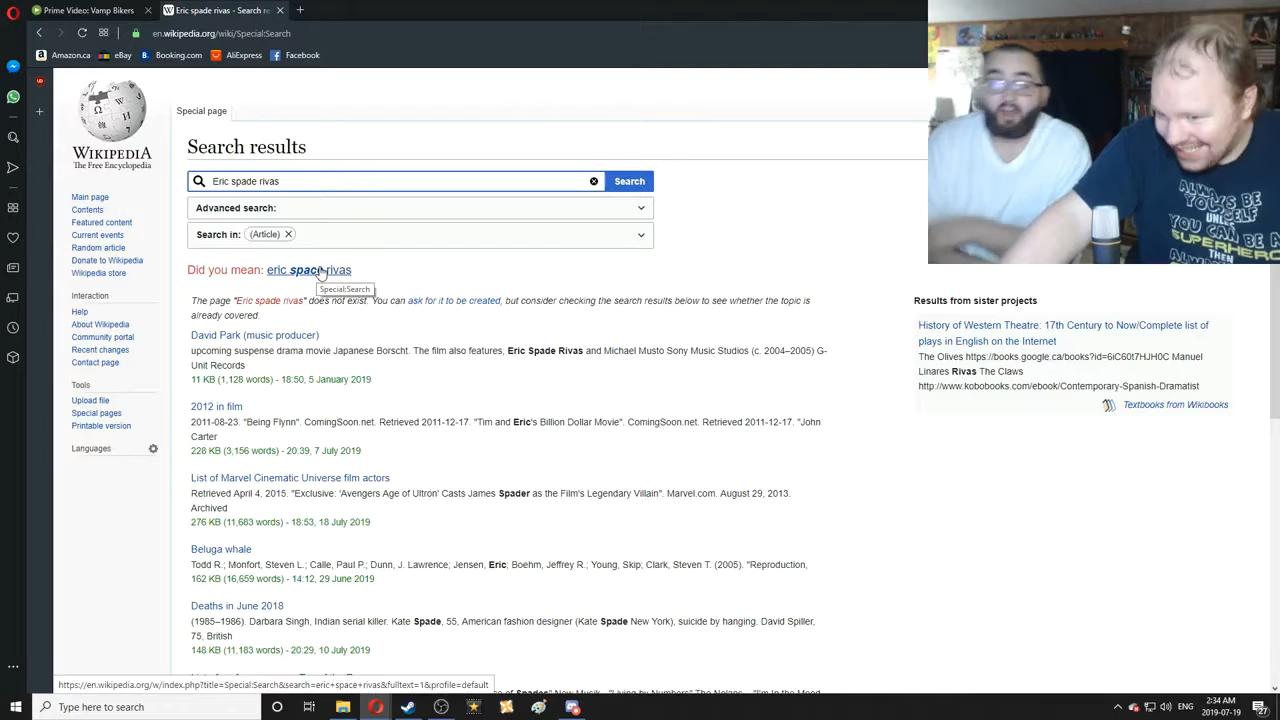 Prime Video: Vamp Bikers
Eric spade rivas - Search res
en.wikipedia.org/wiki/Special:Search
Amazon.ca
eBay
B. Booking.com
AliExpress
Facebook
WIKIPEDIA
The Free Encyclopedia
Main page
Contents
Featured content
Current events
Random article
Donate to Wikipedia
Wikipedia store
Interaction
Help
About Wikipedia
Community portal
Recent changes
Contact page
Tools
Upload file
Special pages
Printable version
Languages
Special page
Search results
Eric spade rivas
Search
Advanced search:
Search in: (Article)
Did you mean: eric space rivas
Special:Search
The page "Eric spade rivas" does not exist. You can ask for it to be created, but consider checking the search results below to see whether the topic is
already covered.
David Park (music producer)
upcoming suspense drama movie Japanese Borscht. The film also features, Eric Spade Rivas and Michael Musto Sony Music Studios (c. 2004–2005) G-
Unit Records
11 KB (1,128 words) - 18:50, 5 January 2019
2012 in film
2011-08-23. "Being Flynn". ComingSoon.net. Retrieved 2011-12-17. "Tim and Eric's Billion Dollar Movie". ComingSoon.net. Retrieved 2011-12-17. "John
Carter
228 KB (3,156 words) - 20:39, 7 July 2019
List of Marvel Cinematic Universe film actors
Retrieved April 4, 2015. "Exclusive: 'Avengers Age of Ultron' Casts James Spader as the Film's Legendary Villain". Marvel.com. August 29, 2013.
Archived
276 KB (11,683 words) - 18:53, 18 July 2019
Beluga whale
Todd R.; Monfort, Steven L.; Calle, Paul P.; Dunn, J. Lawrence; Jensen, Eric; Boehm, Jeffrey R.; Young, Skip; Clark, Steven T. (2005). "Reproduction,
162 KB (16,659 words) - 14:12, 29 June 2019
Deaths in June 2018
(1985–1986). Darbara Singh, Indian serial killer. Kate Spade, 55, American fashion designer (Kate Spade New York), suicide by hanging. David Spiller,
75, British
148 KB (11,183 words) - 20:29, 10 July 2019
Results from sister projects
History of Western Theatre: 17th Century to Now/Complete list of
plays in English on the Internet
The Olives https://books.google.ca/books?id=6iC60t7HJH0C Manuel
Linares Rivas The Claws
http://www.kobobooks.com/ebook/Contemporary-Spanish-Dramatist
Textbooks from Wikibooks
ALWAYS BE
YOURSELF
UNLESS
YOU CAN BE A
SUPERHERO
THEN
ALWAYS
https://en.wikipedia.org/w/index.php?title=Special:Search&search=eric+space+rivas&fulltext=1&profile=default
Type here to search
ENG
2:34 AM
2019-07-19
27